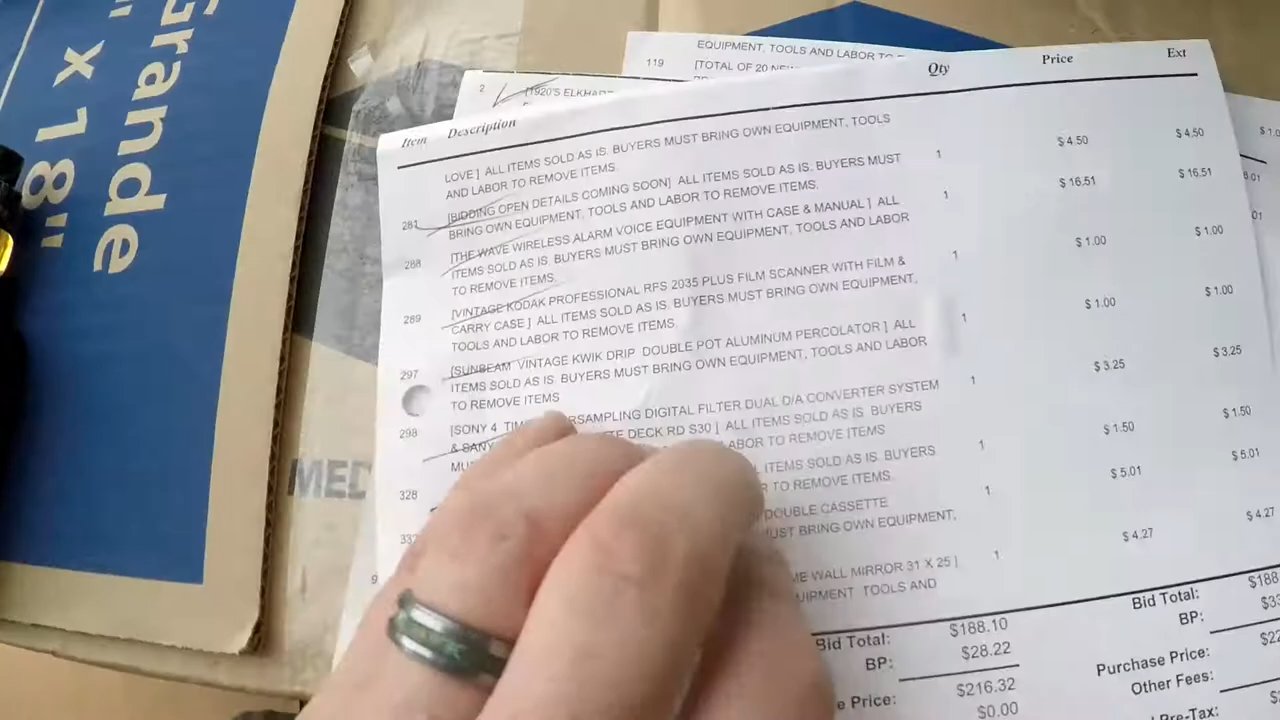 Grande
" x 18"
MED
EQUIPMENT, TOOLS AND LABOR TO
119
[TOTAL OF 20
2
[1920'S
Item Description Qty Price Ext
LOVE ] ALL ITEMS SOLD AS IS. BUYERS MUST BRING OWN EQUIPMENT, TOOLS
AND LABOR TO REMOVE ITEMS.
281 [BIDDING OPEN DETAILS COMING SOON] ALL ITEMS SOLD AS IS. BUYERS MUST 1 $ 4.50 $ 4.50
BRING OWN EQUIPMENT, TOOLS AND LABOR TO REMOVE ITEMS.
288 [THE WAVE WIRELESS ALARM VOICE EQUIPMENT WITH CASE & MANUAL ] ALL 1 $ 16.51 $ 16.51
ITEMS SOLD AS IS. BUYERS MUST BRING OWN EQUIPMENT, TOOLS AND LABOR
TO REMOVE ITEMS.
289 [VINTAGE KODAK PROFESSIONAL RFS 2035 PLUS FILM SCANNER WITH FILM & 1 $ 1.00 $ 1.00
CARRY CASE ] ALL ITEMS SOLD AS IS. BUYERS MUST BRING OWN EQUIPMENT,
TOOLS AND LABOR TO REMOVE ITEMS.
297 [SUNBEAM VINTAGE KWIK DRIP DOUBLE POT ALUMINUM PERCOLATOR ] ALL 1 $ 1.00 $ 1.00
ITEMS SOLD AS IS. BUYERS MUST BRING OWN EQUIPMENT, TOOLS AND LABOR
TO REMOVE ITEMS
298 [SONY 4 RSAMPLING DIGITAL FILTER DUAL D/A CONVERTER SYSTEM 1 $ 3.25 $ 3.25
& DECK RD S30 ] ALL ITEMS SOLD AS IS. BUYERS
LABOR TO REMOVE ITEMS
328 ITEMS SOLD AS IS. BUYERS 1 $ 1.50 $ 1.50
TO REMOVE ITEMS.
DOUBLE CASSETTE 1 $ 5.01 $ 5.01
MUST BRING OWN EQUIPMENT,
WALL MIRROR 31 X 25 ] 1 $ 4.27 $ 4.27
TOOLS AND
Bid Total: $188.10 Bid Total: $188
BP: $28.22 BP:
Price: $216.32 Purchase Price:
$0.00 Other Fees:
Pre-Tax: